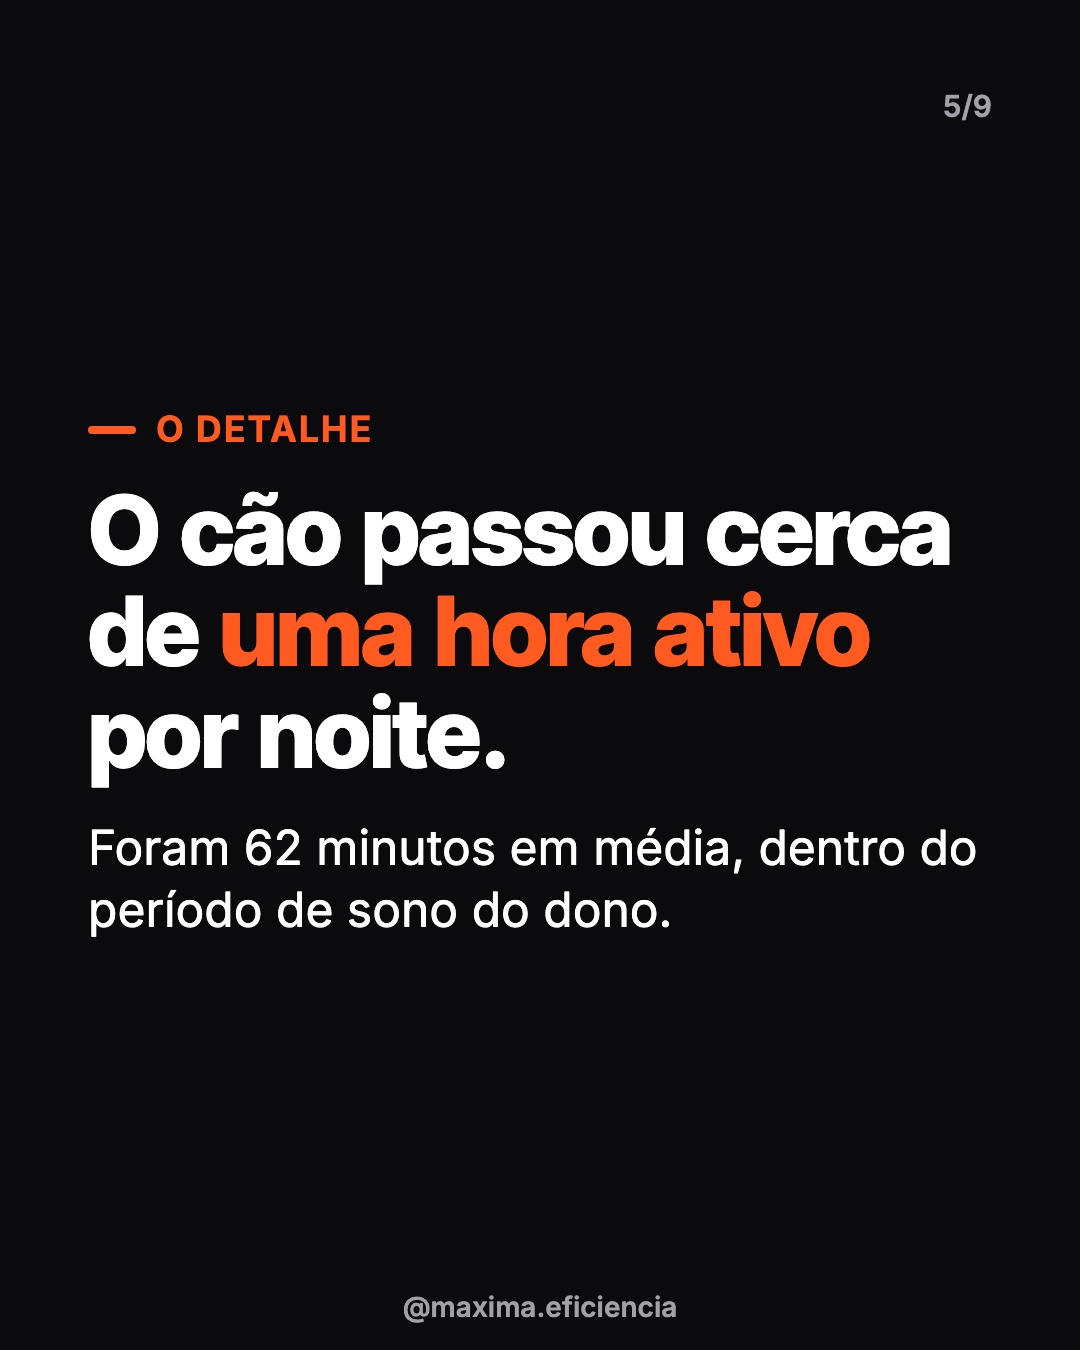 5/9
O DETALHE
O cão passou cerca
de uma hora ativo
por noite.
Foram 62 minutos em média, dentro do
período de sono do dono.
@maxima.eficiencia